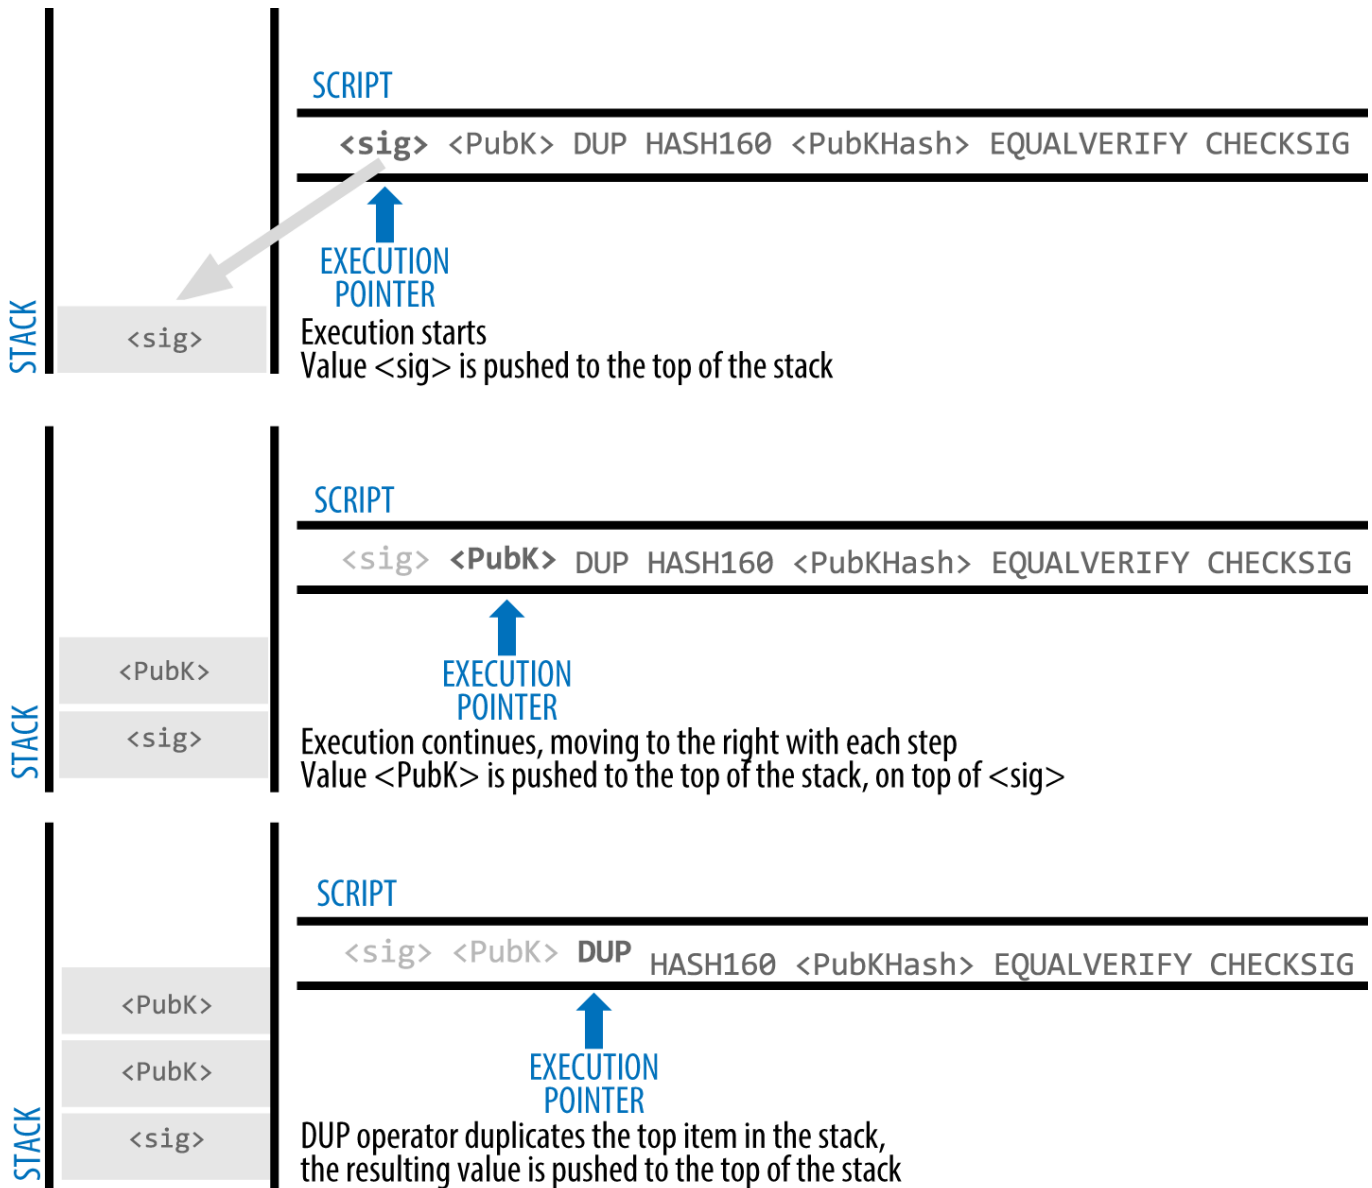 SCRIPT
<sig> <PubK> DUP HASH160 <PubKHash> EQUALVERIFY CHECKSIG
EXECUTION
POINTER
STACK
<sig>
Execution starts
Value <sig> is pushed to the top of the stack
SCRIPT
<sig> <PubK> DUP HASH160 <PubKHash> EQUALVERIFY CHECKSIG
EXECUTION
POINTER
STACK
<PubK>
<sig>
Execution continues, moving to the right with each step
Value <PubK> is pushed to the top of the stack, on top of <sig>
SCRIPT
<sig> <PubK> DUP HASH160 <PubKHash> EQUALVERIFY CHECKSIG
EXECUTION
POINTER
STACK
<PubK>
<PubK>
<sig>
DUP operator duplicates the top item in the stack,
the resulting value is pushed to the top of the stack